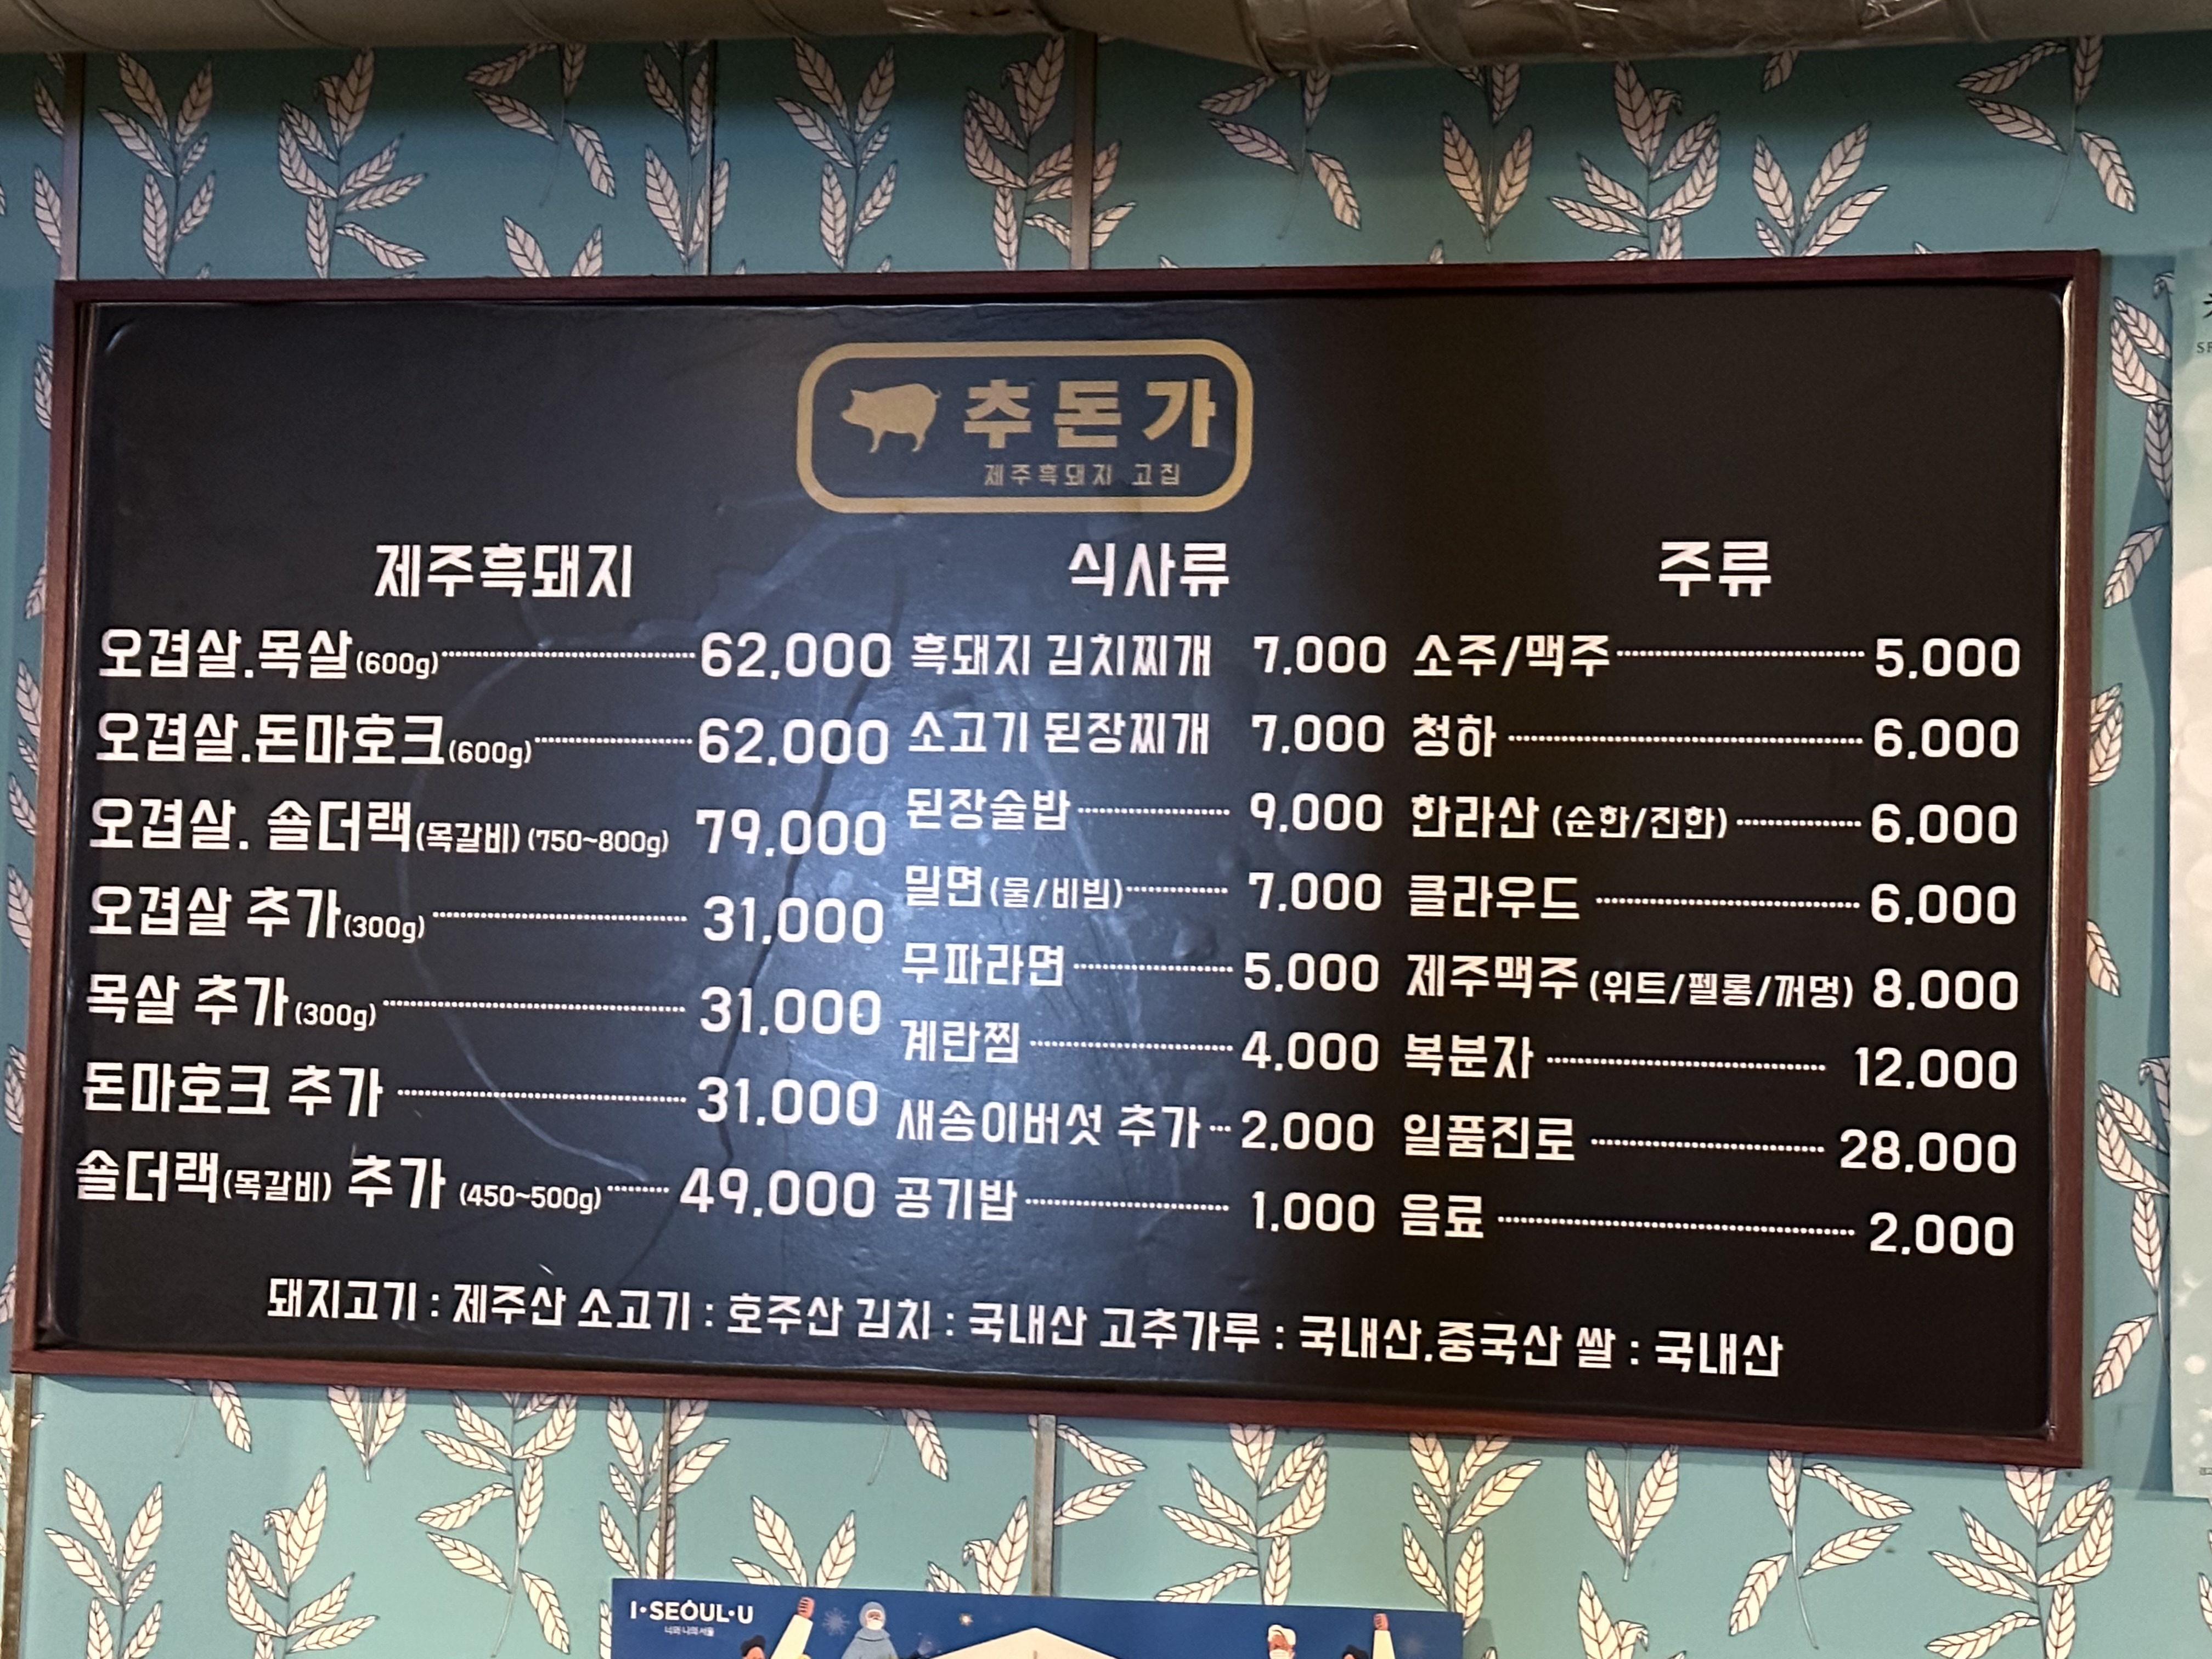 추돈가
제주흑돼지 고집
제주흑돼지
오겹살.목살(600g) 62,000
오겹살.돈마호크(600g) 62,000
오겹살. 숄더랙(목갈비) (750~800g) 79,000
오겹살 추가(300g) 31,000
목살 추가(300g) 31,000
돈마호크 추가 31,000
숄더랙(목갈비) 추가 (450~500g) 49,000
식사류
흑돼지 김치찌개 7,000
소고기 된장찌개 7,000
된장술밥 9,000
밀면(물/비빔) 7,000
무파라면 5,000
계란찜 4,000
새송이버섯 추가 2,000
공기밥 1,000
주류
소주/맥주 5,000
청하 6,000
한라산 (순한/진한) 6,000
클라우드 6,000
제주맥주 (위트/펠롱/꺼멍) 8,000
복분자 12,000
일품진로 28,000
음료 2,000
돼지고기 : 제주산 소고기 : 호주산 김치 : 국내산 고추가루 : 국내산.중국산 쌀 : 국내산
I·SEOUL·U
너와 나의 서울